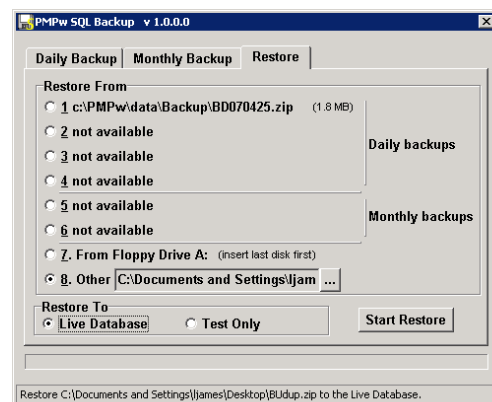 PMPw SQL Backup   v 1.0.0.0
Daily Backup  Monthly Backup  Restore
Restore From
1 c:\PMPw\data\Backup\BD070425.zip  (1.8 MB)
2 not available
3 not available
4 not available
Daily backups
5 not available
6 not available
Monthly backups
7. From Floppy Drive A:  (insert last disk first)
8. Other  C:\Documents and Settings\ljam  ...
Restore To
Live Database  Test Only
Start Restore
Restore C:\Documents and Settings\ljames\Desktop\BUdup.zip to the Live Database.